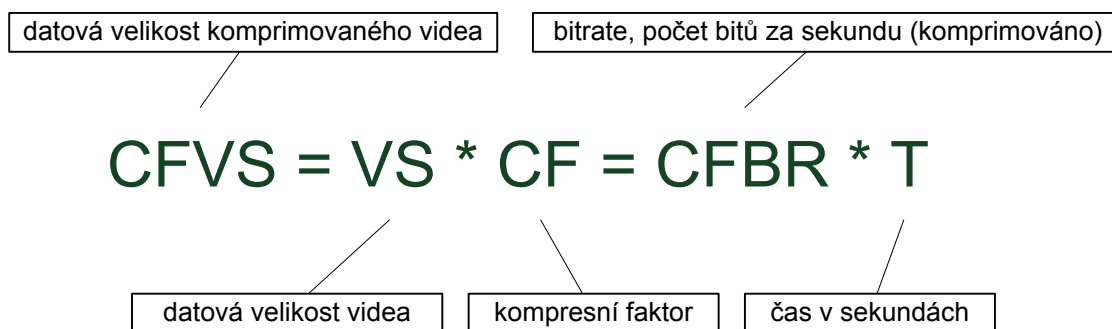 datová velikost komprimovaného videa
bitrate, počet bitů za sekundu (komprimováno)
CFVS = VS * CF = CFBR * T
datová velikost videa
kompresní faktor
čas v sekundách